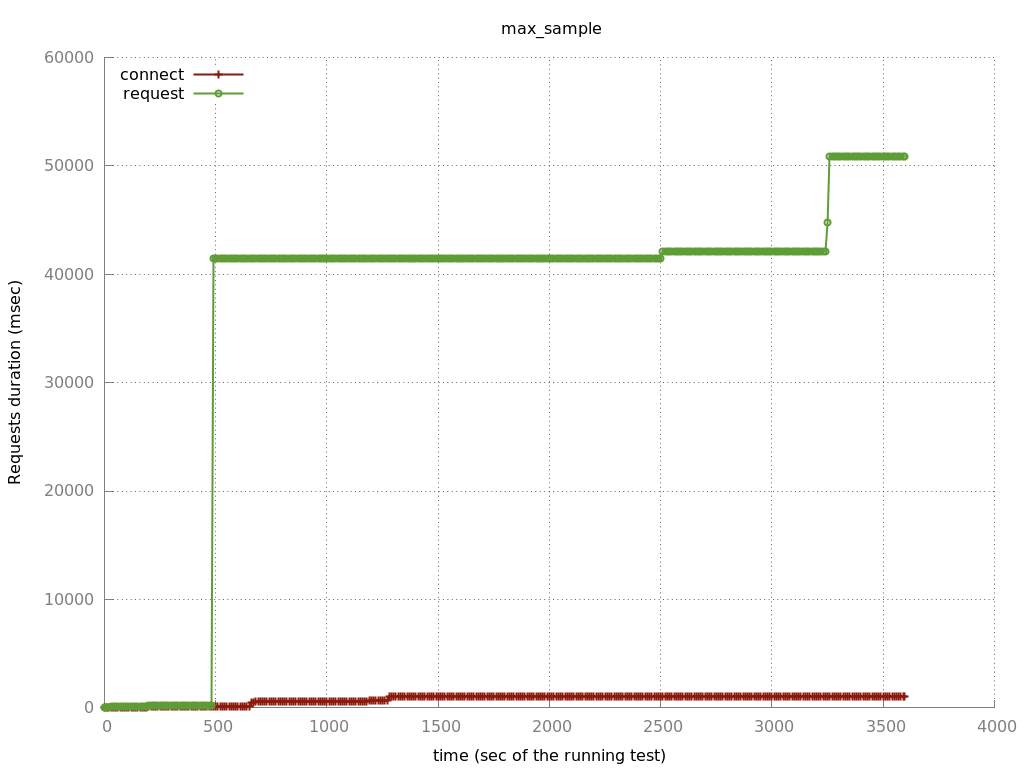 max_sample
60000
50000
40000
30000
20000
10000
0
connect
request
Requests duration (msec)
0 500 1000 1500 2000 2500 3000 3500 4000
time (sec of the running test)